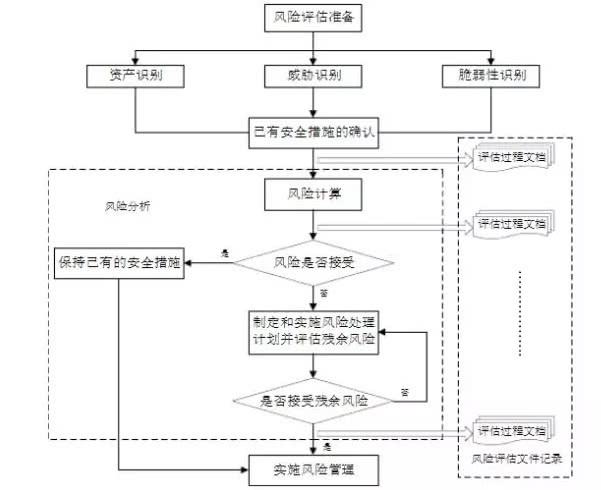 风险评估准备
资产识别
威胁识别
脆弱性识别
已有安全措施的确认
评估过程文档
风险计算
风险分析
评估过程文档
是
保持已有的安全措施
风险是否接受
否
制定和实施风险处理
计划并评估残余风险
否
是否接受残余风险
评估过程文档
是
风险评估文件记录
实施风险管理